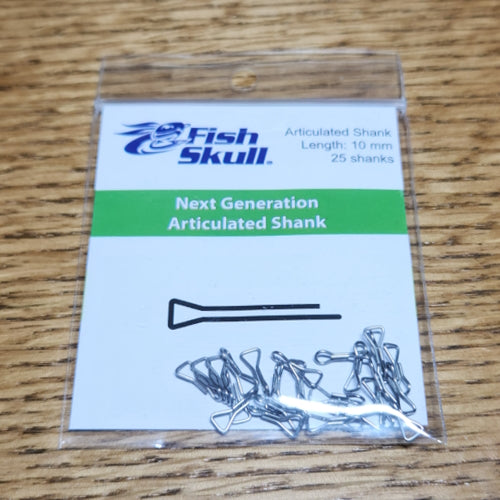 Fish
Skull®
Articulated Shank
Length: 10 mm
25 shanks
Next Generation
Articulated Shank